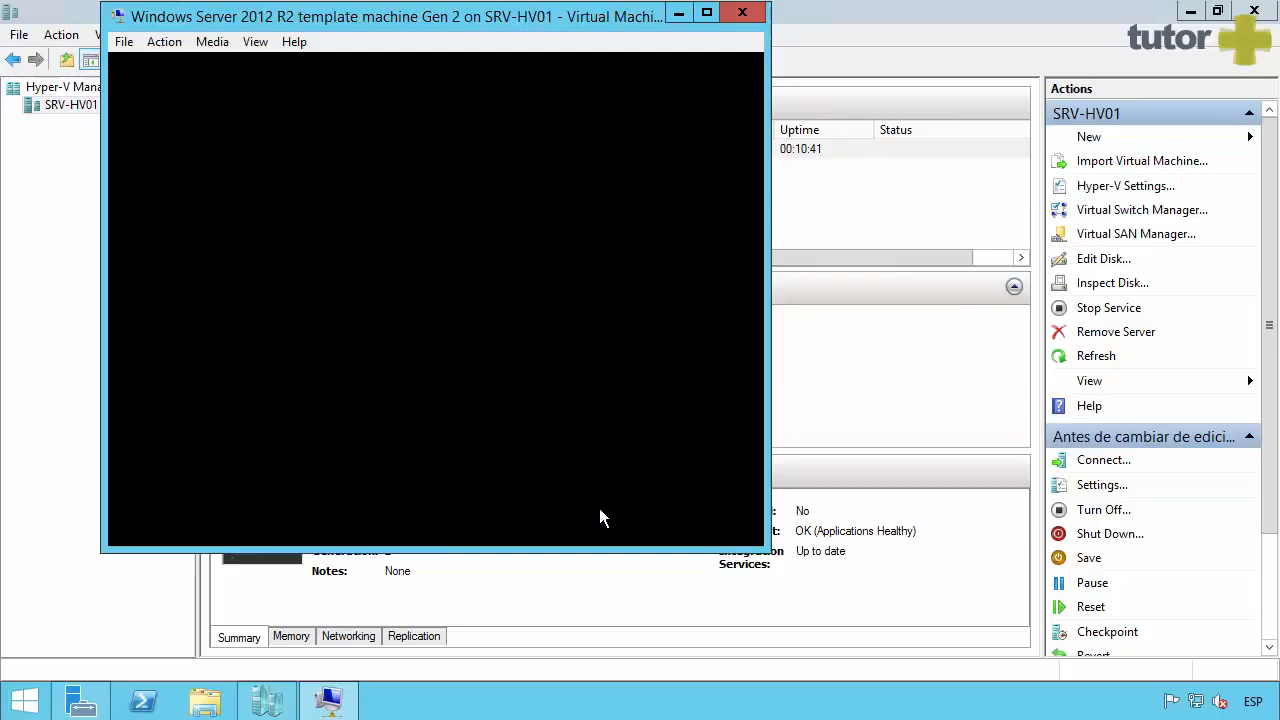 Windows Server 2012 R2 template machine Gen 2 on SRV-HV01 - Virtual Machi...
File Action Media View Help
tutor
File Action
Hyper-V Mana
SRV-HV01
Uptime Status
00:10:41
Actions
SRV-HV01
New
Import Virtual Machine...
Hyper-V Settings...
Virtual Switch Manager...
Virtual SAN Manager...
Edit Disk...
Inspect Disk...
Stop Service
Remove Server
Refresh
View
Help
Antes de cambiar de edici...
Connect...
Settings...
Turn Off...
Shut Down...
Save
Pause
Reset
Checkpoint
No
OK (Applications Healthy)
Up to date
Services:
Notes: None
Summary Memory Networking Replication
ESP